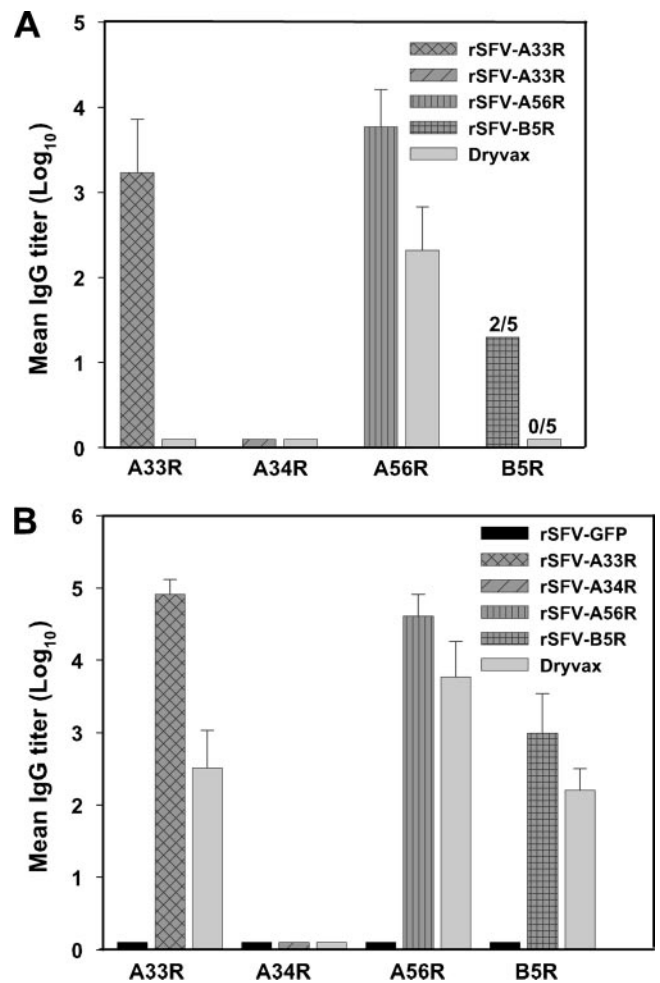 A
Mean IgG titer (Log10)
5
4
3
2
1
0
rSFV-A33R
rSFV-A33R
rSFV-A56R
rSFV-B5R
Dryvax
2/5
0/5
A33R A34R A56R B5R
B
Mean IgG titer (Log10)
6
5
4
3
2
1
0
rSFV-GFP
rSFV-A33R
rSFV-A34R
rSFV-A56R
rSFV-B5R
Dryvax
A33R A34R A56R B5R